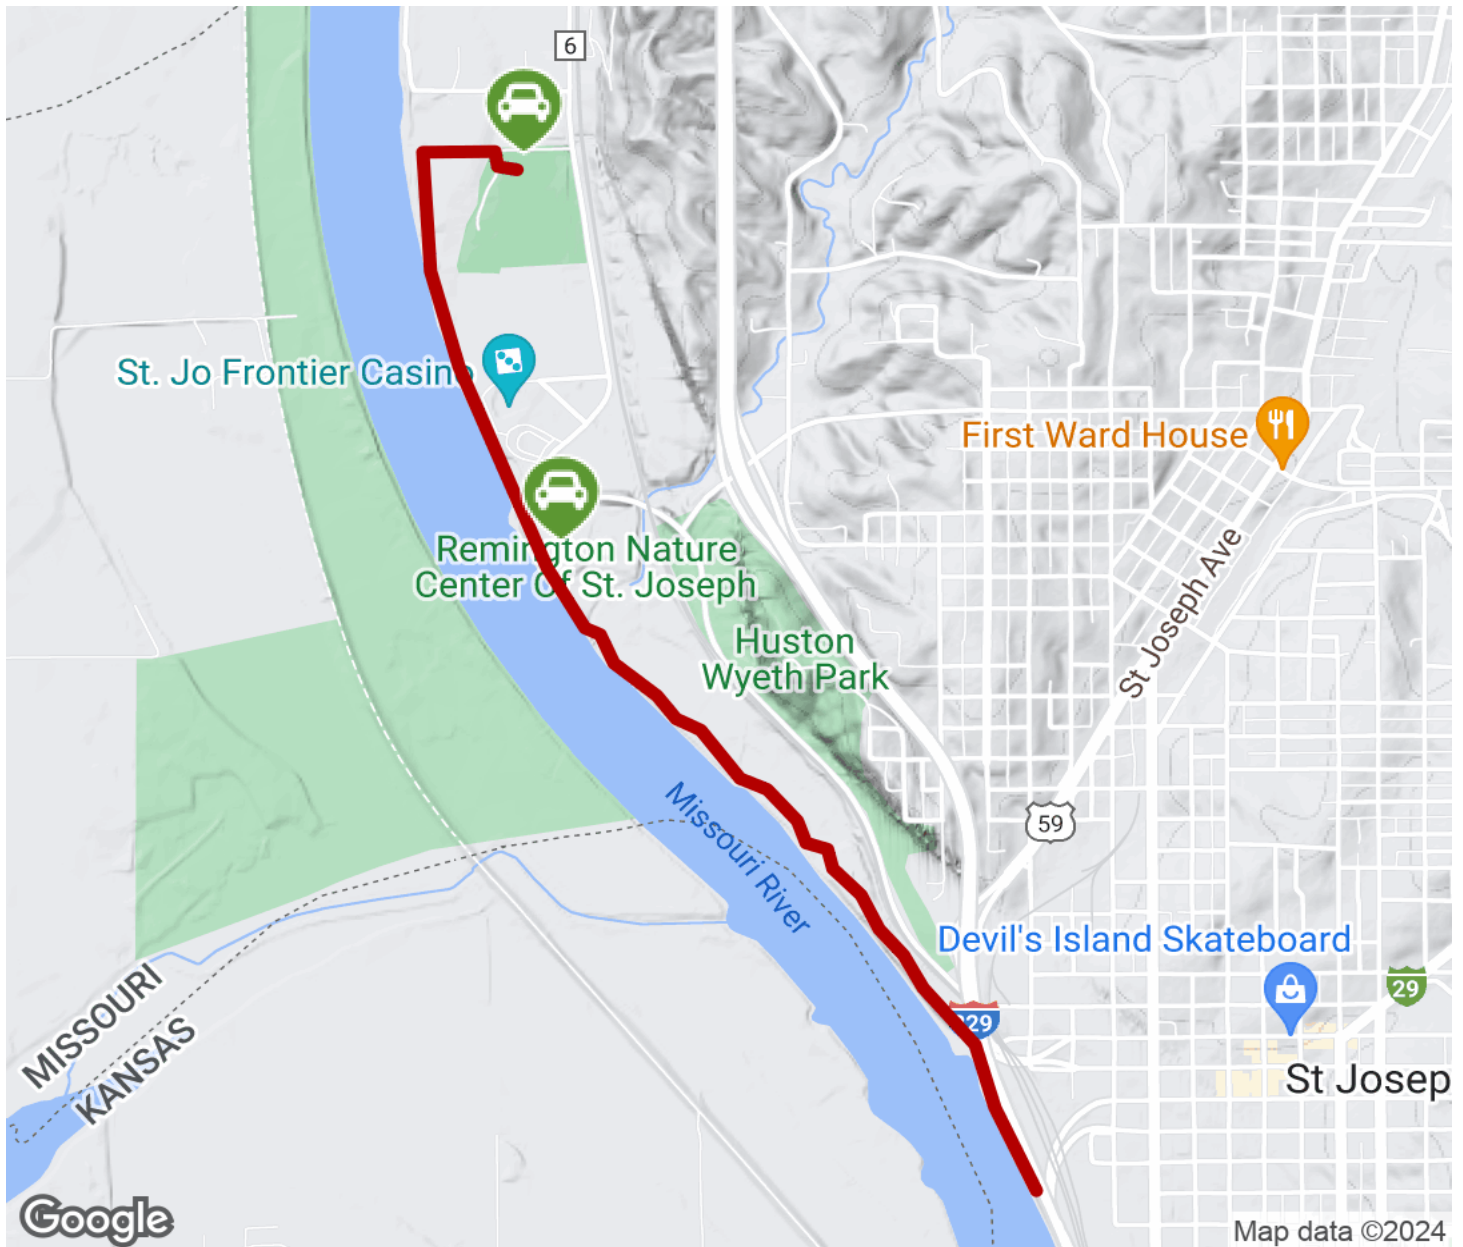 6
St. Jo Frontier Casino
First Ward House
Remington Nature
Center Of St. Joseph
St Joseph Ave
Huston
Wyeth Park
59
Missouri River
Devil's Island Skateboard
29
229
MISSOURI
KANSAS
St Josep
Google
Map data ©2024